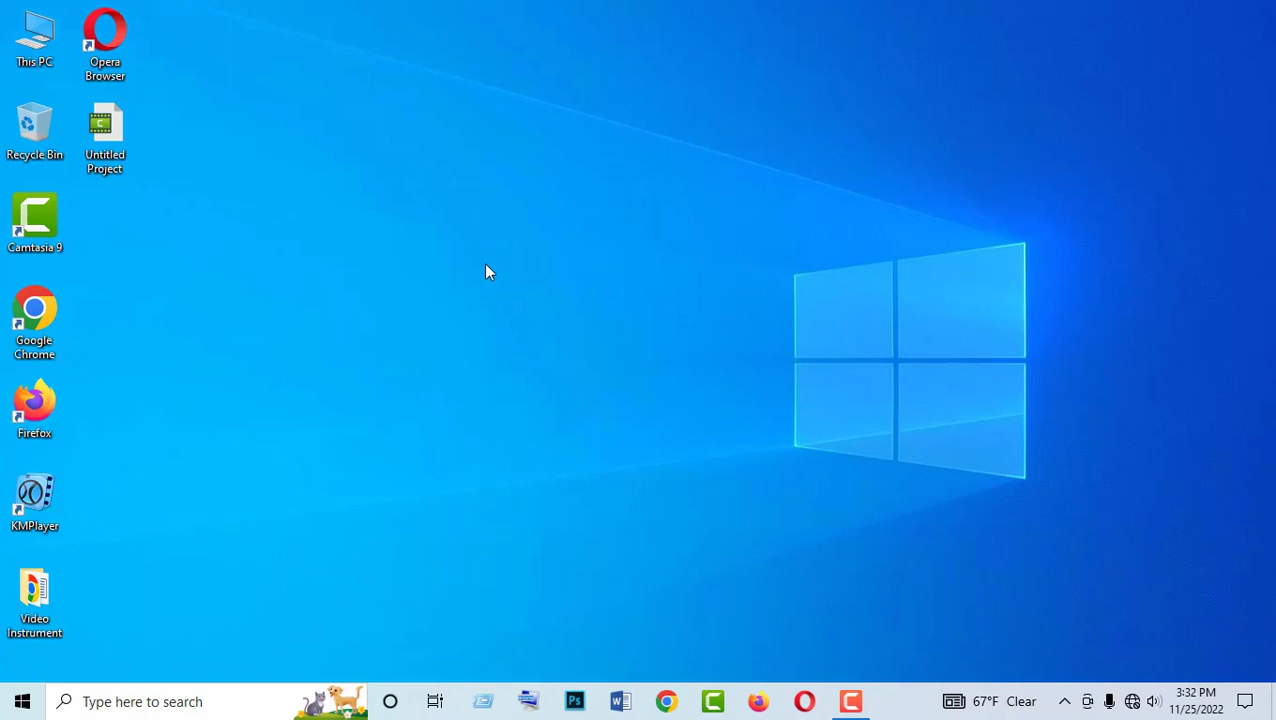 This PC
Opera
Browser
Recycle Bin
Untitled
Project
Camtasia 9
Google
Chrome
Firefox
KMPlayer
Video
Instrument
Type here to search
Ps
W
67°F Clear
3:32 PM
11/25/2022